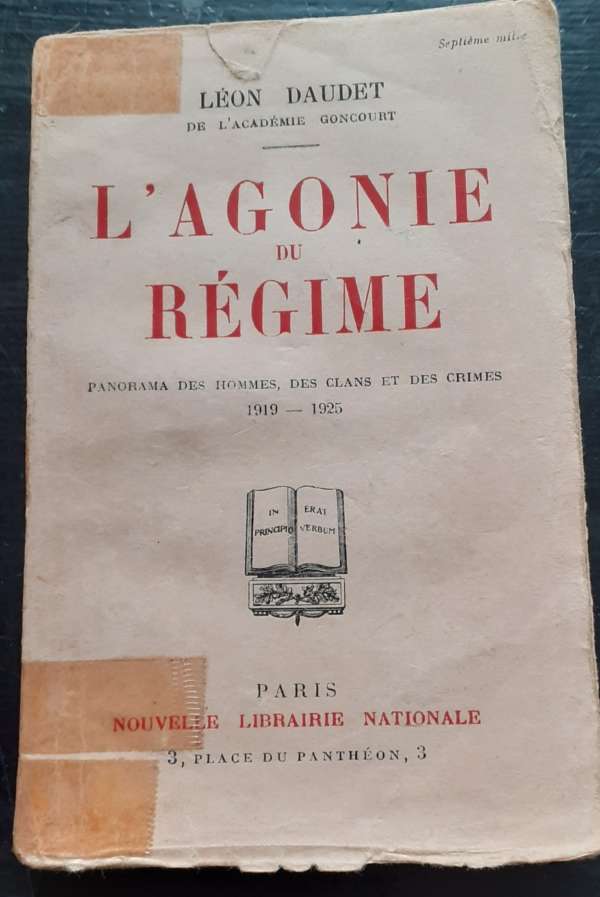 Septième mille
LÉON DAUDET
DE L'ACADÉMIE GONCOURT
L'AGONIE
DU
RÉGIME
PANORAMA DES HOMMES, DES CLANS ET DES CRIMES
1919 — 1925
IN PRINCIPIO
ERAT VERBUM
PARIS
NOUVELLE LIBRAIRIE NATIONALE
3, PLACE DU PANTHÉON, 3